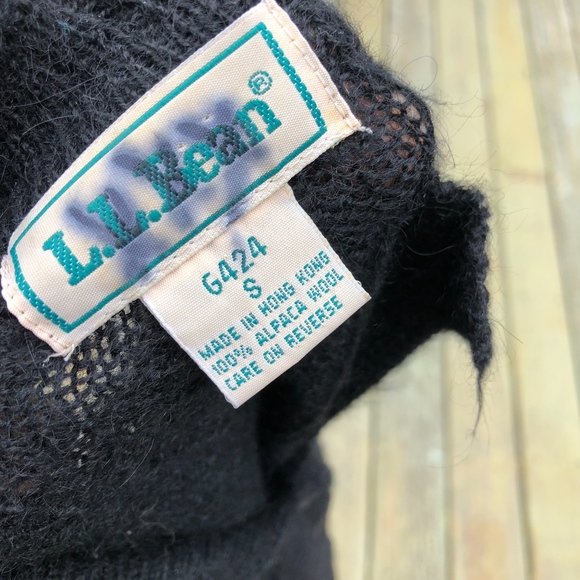 L.L.Bean®
G424
S
MADE IN HONG KONG
100% ALPACA WOOL
CARE ON REVERSE